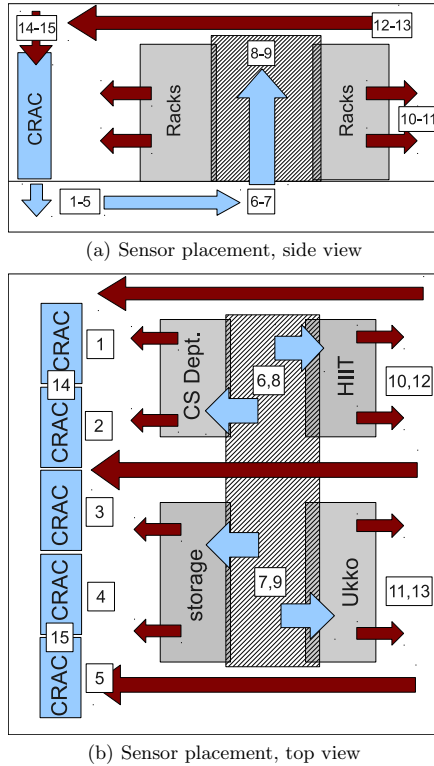 14-15
12-13
8-9
CRAC
Racks
Racks
10-11
1-5
6-7
(a) Sensor placement, side view
CRAC
1
CS Dept.
HIIT
14
6,8
10,12
CRAC
2
CRAC
3
storage
Ukko
CRAC
4
7,9
11,13
15
CRAC
5
(b) Sensor placement, top view